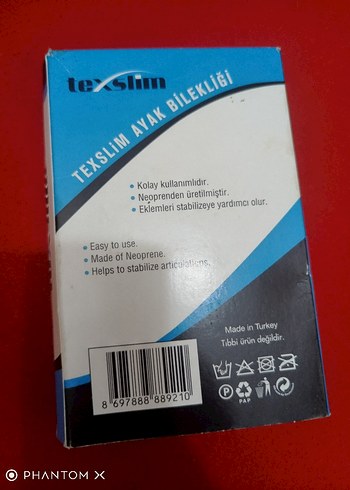 texslim
TEXSLIM AYAK BİLEKLİĞİ
Kolay kullanımlıdır.
Neoprenden üretilmiştir.
Eklemleri stabilizeye yardımcı olur.
Easy to use.
Made of Neoprene.
Helps to stabilize articulations.
Made in Turkey
Tıbbi ürün değildir.
P
PAP
8 697888 889210
PHANTOM X